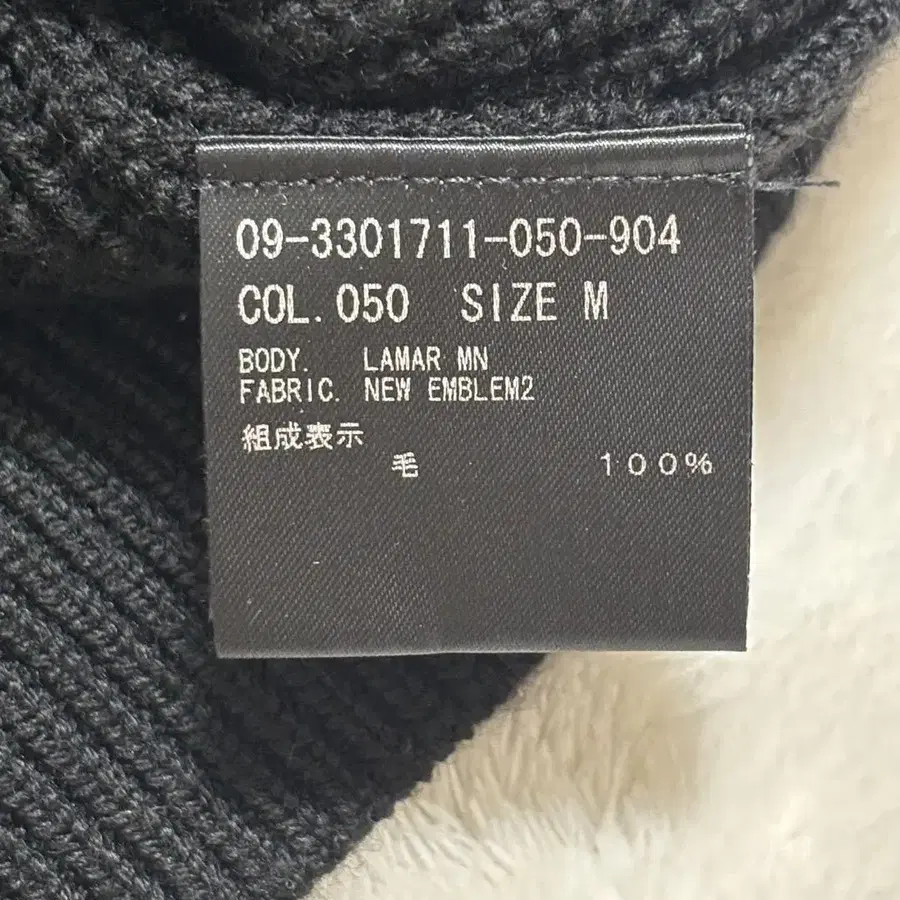 09-3301711-050-904
COL. 050 SIZE M
BODY. LAMAR MN
FABRIC. NEW EMBLEM2
組成表示
毛 100%